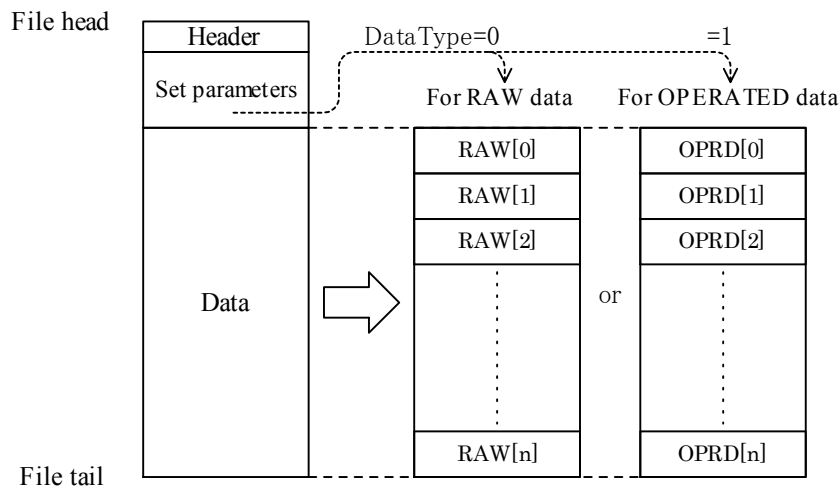 File head
Header
DataType=0
=1
Set parameters
For RAW data
For OPERATED data
RAW[0]
OPRD[0]
RAW[1]
OPRD[1]
RAW[2]
OPRD[2]
Data
or
RAW[n]
OPRD[n]
File tail